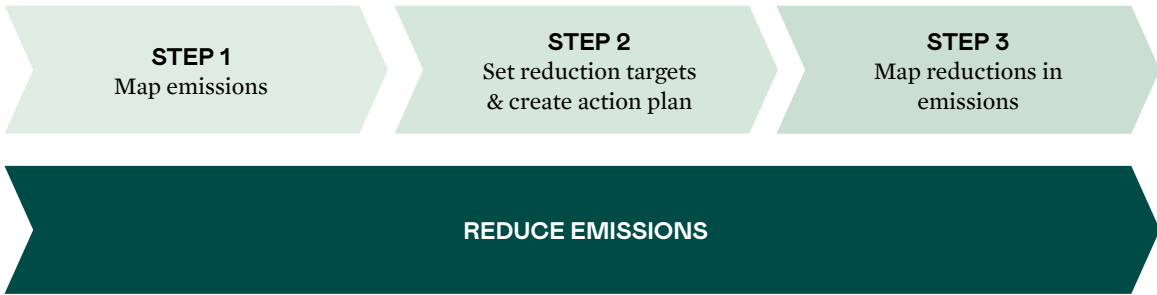 STEP 1
Map emissions
STEP 2
Set reduction targets
& create action plan
STEP 3
Map reductions in
emissions
REDUCE EMISSIONS